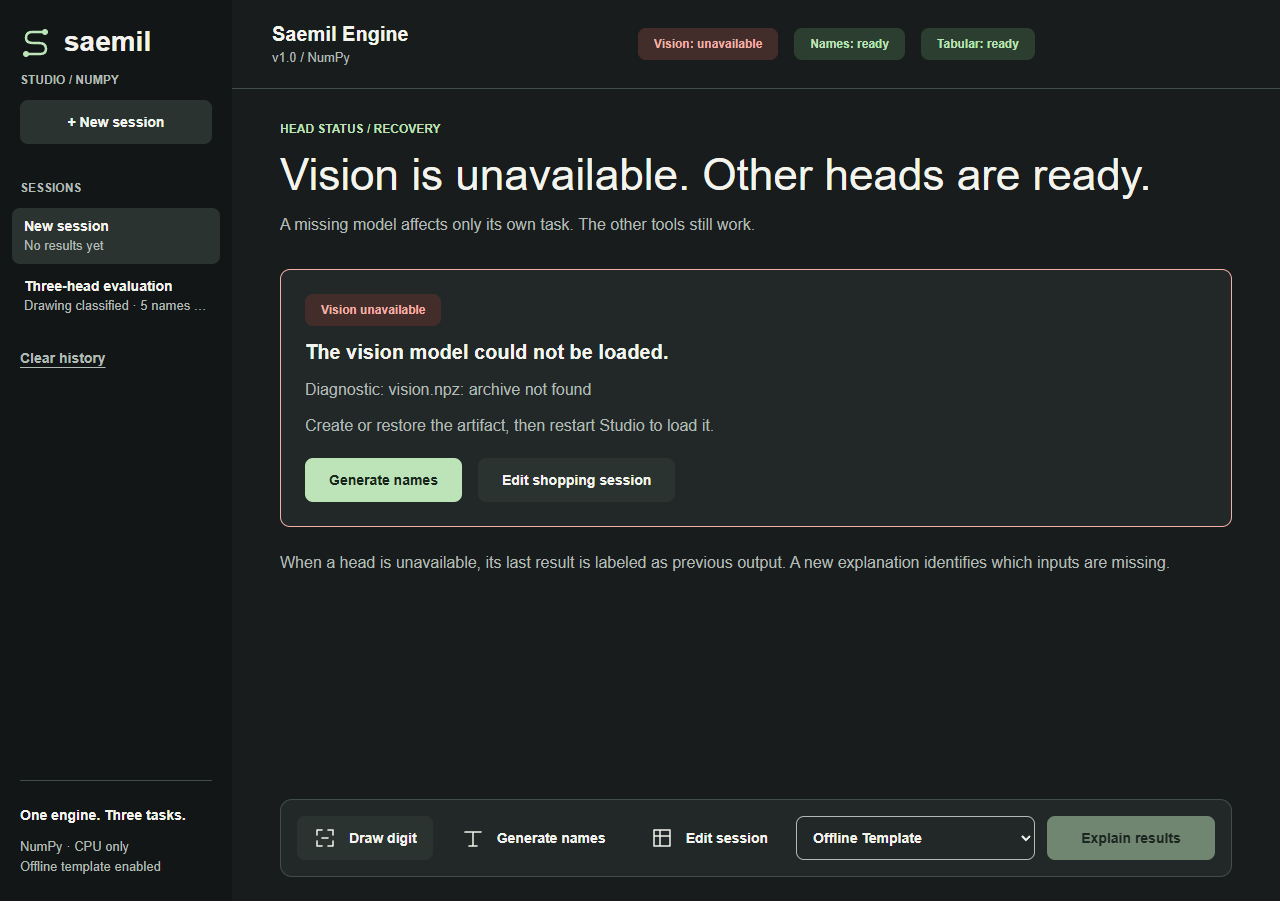 saemil
STUDIO / NUMPY
+ New session
SESSIONS
New session
No results yet
Three-head evaluation
Drawing classified · 5 names ...
Clear history
One engine. Three tasks.
NumPy · CPU only
Offline template enabled
Saemil Engine
v1.0 / NumPy
Vision: unavailable
Names: ready
Tabular: ready
HEAD STATUS / RECOVERY
Vision is unavailable. Other heads are ready.
A missing model affects only its own task. The other tools still work.
Vision unavailable
The vision model could not be loaded.
Diagnostic: vision.npz: archive not found
Create or restore the artifact, then restart Studio to load it.
Generate names
Edit shopping session
When a head is unavailable, its last result is labeled as previous output. A new explanation identifies which inputs are missing.
Draw digit
Generate names
Edit session
Offline Template
Explain results